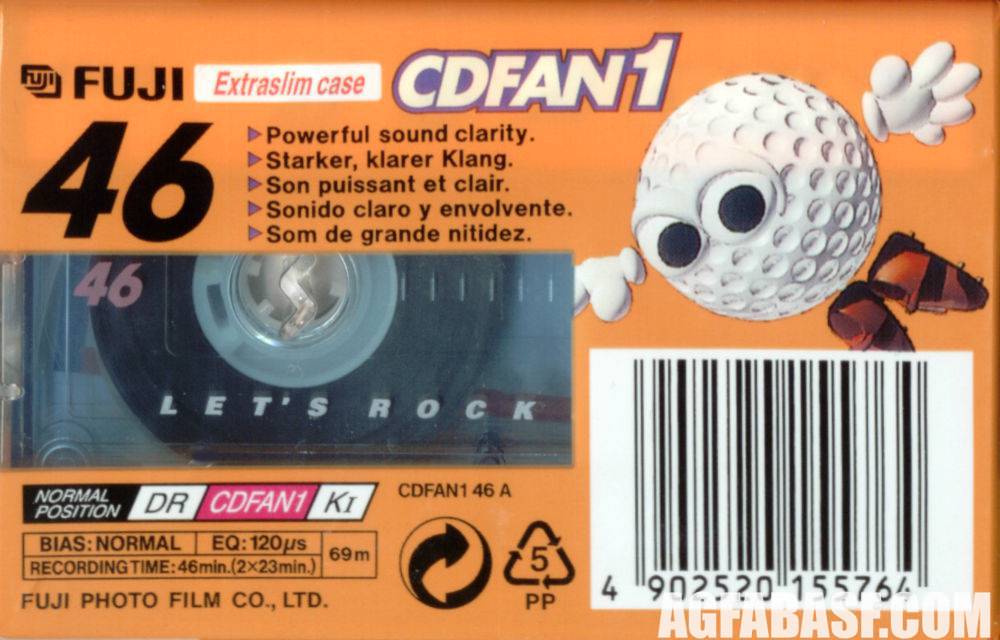 FUJI FUJI Extraslim case CDFAN1
46
Powerful sound clarity.
Starker, klarer Klang.
Son puissant et clair.
Sonido claro y envolvente.
Som de grande nitidez.
46
LET'S ROCK
NORMAL POSITION DR CDFAN1 KI
CDFAN1 46 A
BIAS:NORMAL EQ:120µs 69m
RECORDING TIME:46min.(2×23min.)
5
PP
FUJI PHOTO FILM CO., LTD.
4 902520 155764
AGFABASF.COM